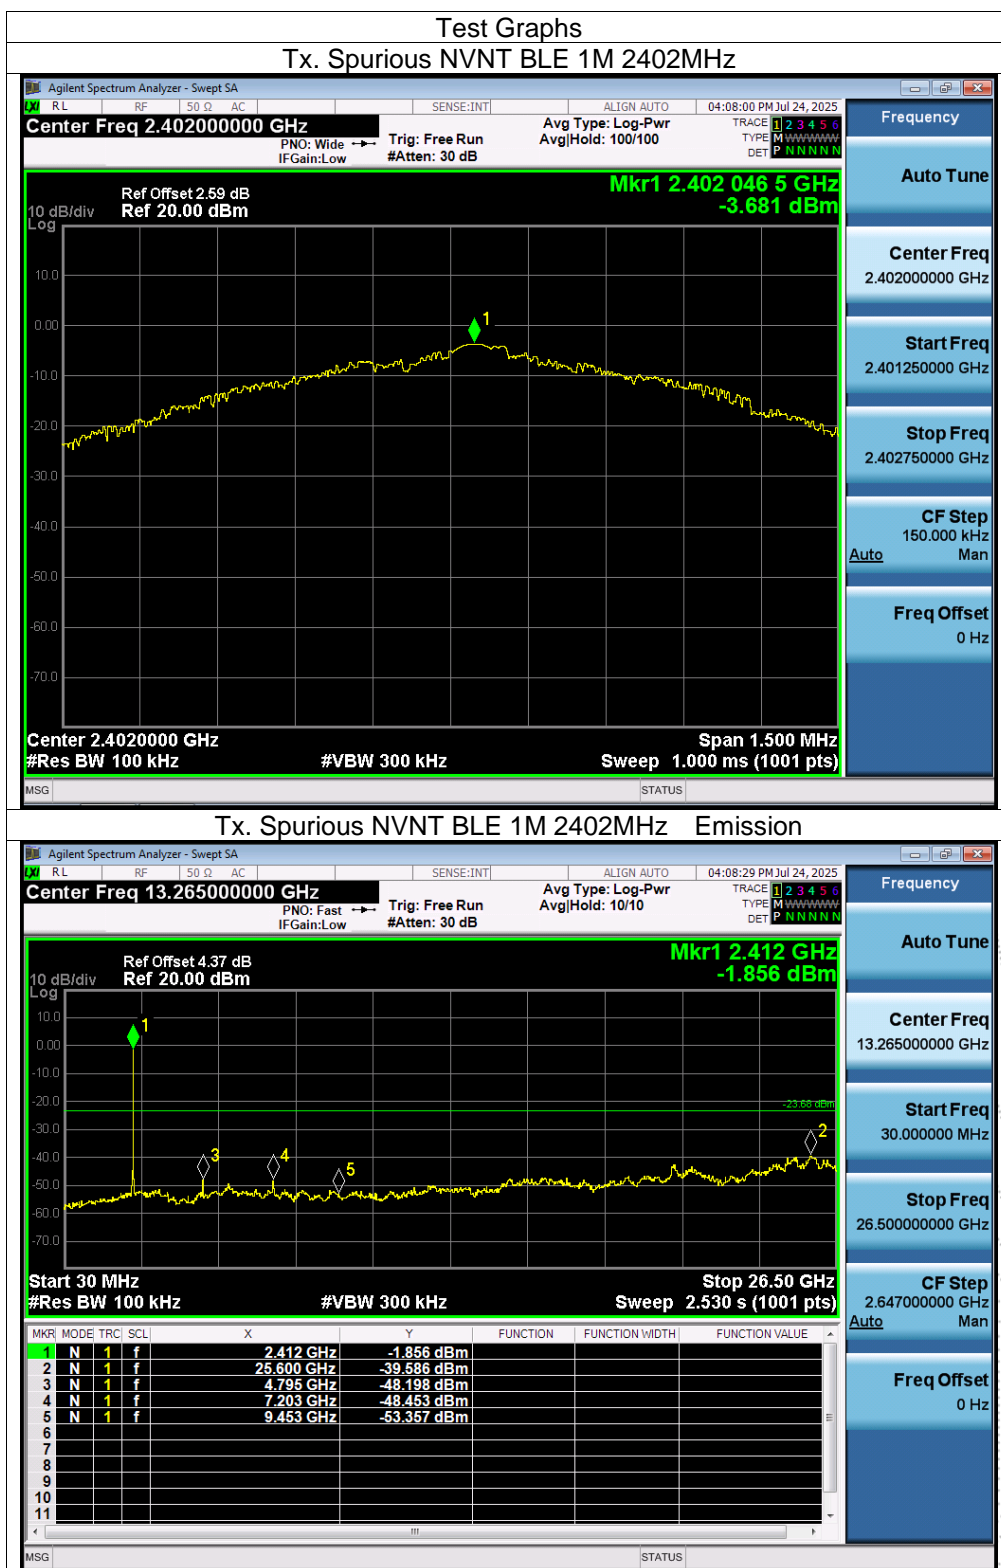 Test Graphs
Tx. Spurious NVNT BLE 1M 2402MHz
Agilent Spectrum Analyzer - Swept SA
LXI RL RF 50 Ω AC SENSE:INT ALIGN AUTO 04:08:00 PM Jul 24, 2025
Center Freq 2.402000000 GHz
PNO: Wide
IFGain:Low
Trig: Free Run
#Atten: 30 dB
Avg Type: Log-Pwr
Avg|Hold: 100/100
TRACE 1 2 3 4 5 6
TYPE M WWWWW
DET P N N N N N
Frequency
Auto Tune
Center Freq
2.402000000 GHz
Start Freq
2.401250000 GHz
Stop Freq
2.402750000 GHz
CF Step
150.000 kHz
Auto Man
Freq Offset
0 Hz
Mkr1 2.402 046 5 GHz
-3.681 dBm
Ref Offset 2.59 dB
10 dB/div Ref 20.00 dBm
Log
10.0
0.00
-10.0
-20.0
-30.0
-40.0
-50.0
-60.0
-70.0
1
Center 2.4020000 GHz Span 1.500 MHz
#Res BW 100 kHz #VBW 300 kHz Sweep 1.000 ms (1001 pts)
MSG STATUS
Tx. Spurious NVNT BLE 1M 2402MHz Emission
Agilent Spectrum Analyzer - Swept SA
LXI RL RF 50 Ω AC SENSE:INT ALIGN AUTO 04:08:29 PM Jul 24, 2025
Center Freq 13.265000000 GHz
PNO: Fast
IFGain:Low
Trig: Free Run
#Atten: 30 dB
Avg Type: Log-Pwr
Avg|Hold: 10/10
TRACE 1 2 3 4 5 6
TYPE M WWWWW
DET P N N N N N
Frequency
Auto Tune
Center Freq
13.265000000 GHz
Start Freq
30.000000 MHz
Stop Freq
26.500000000 GHz
CF Step
2.647000000 GHz
Auto Man
Freq Offset
0 Hz
Mkr1 2.412 GHz
-1.856 dBm
Ref Offset 4.37 dB
10 dB/div Ref 20.00 dBm
Log
10.0
0.00
-10.0
-20.0
-30.0
-40.0
-50.0
-60.0
-70.0
-23.68 dBm
1
2
3
4
5
Start 30 MHz Stop 26.50 GHz
#Res BW 100 kHz #VBW 300 kHz Sweep 2.530 s (1001 pts)
MKR MODE TRC SCL X Y FUNCTION FUNCTION WIDTH FUNCTION VALUE
1 N 1 f 2.412 GHz -1.856 dBm
2 N 1 f 25.600 GHz -39.586 dBm
3 N 1 f 4.795 GHz -48.198 dBm
4 N 1 f 7.203 GHz -48.453 dBm
5 N 1 f 9.453 GHz -53.357 dBm
6
7
8
9
10
11
MSG STATUS